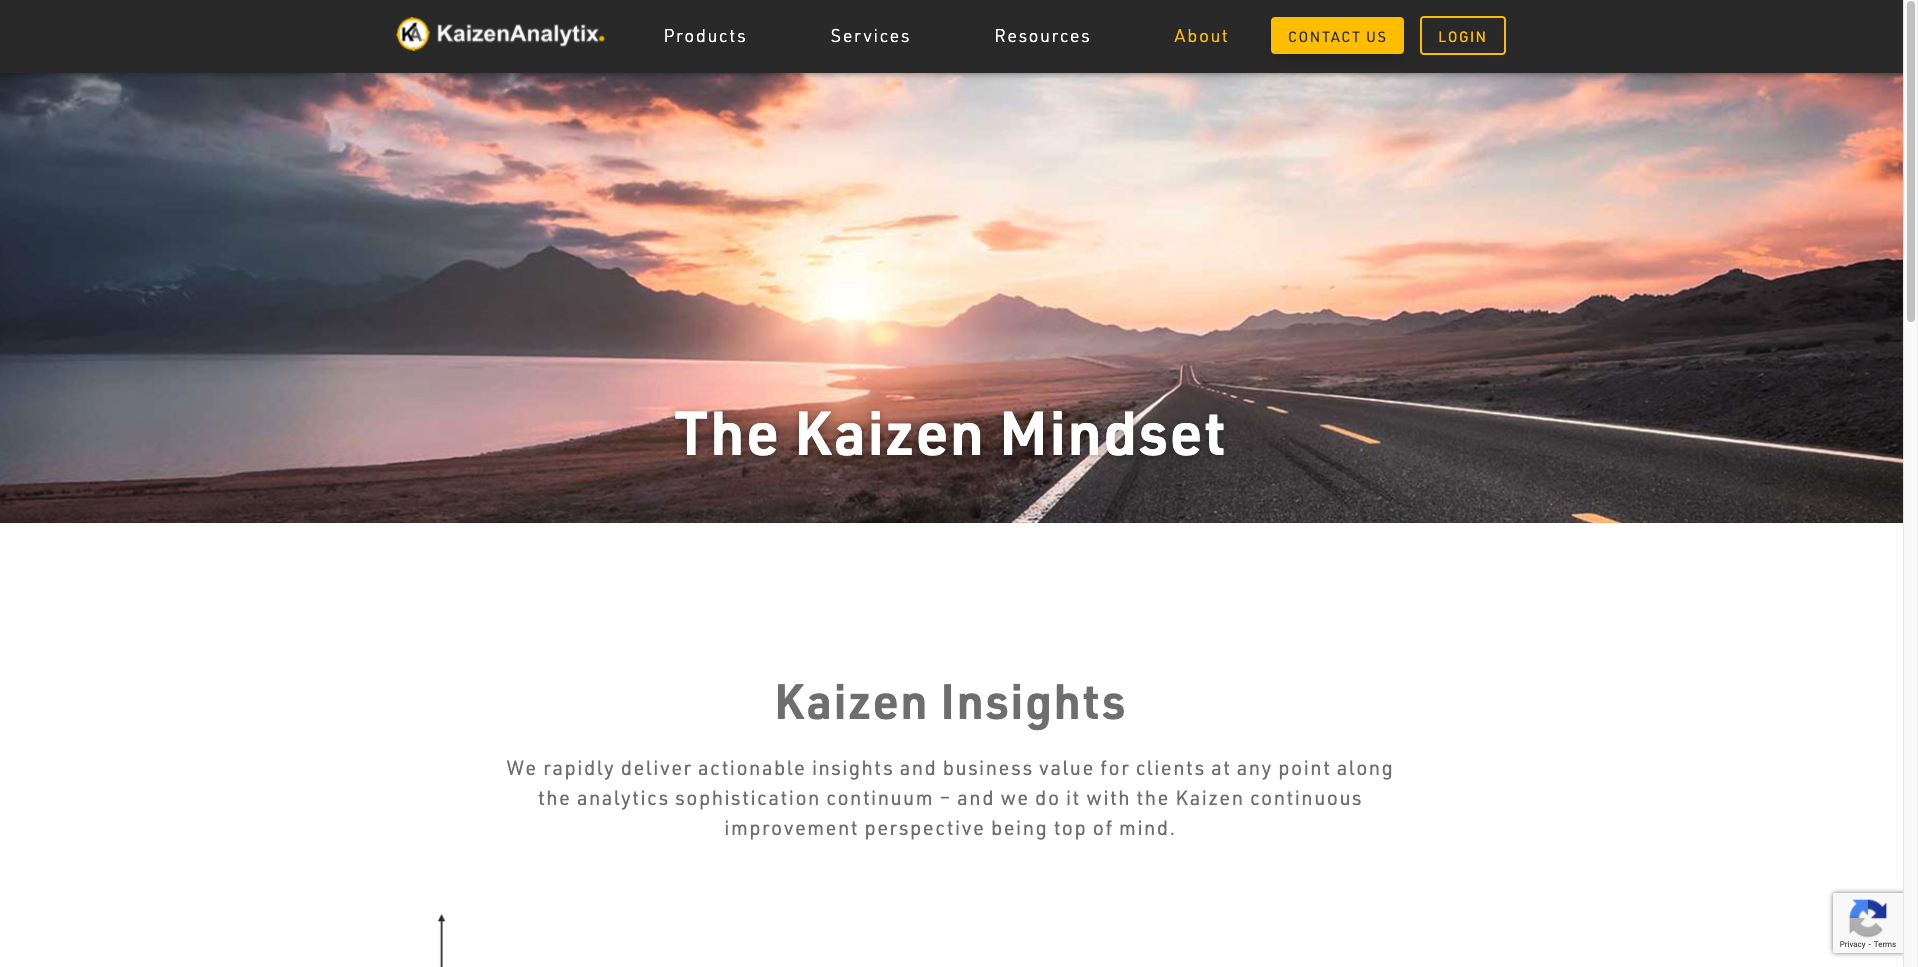 KA KaizenAnalytix.
Products
Services
Resources
About
CONTACT US
LOGIN
The Kaizen Mindset
Kaizen Insights
We rapidly deliver actionable insights and business value for clients at any point along
the analytics sophistication continuum – and we do it with the Kaizen continuous
improvement perspective being top of mind.
Privacy - Terms